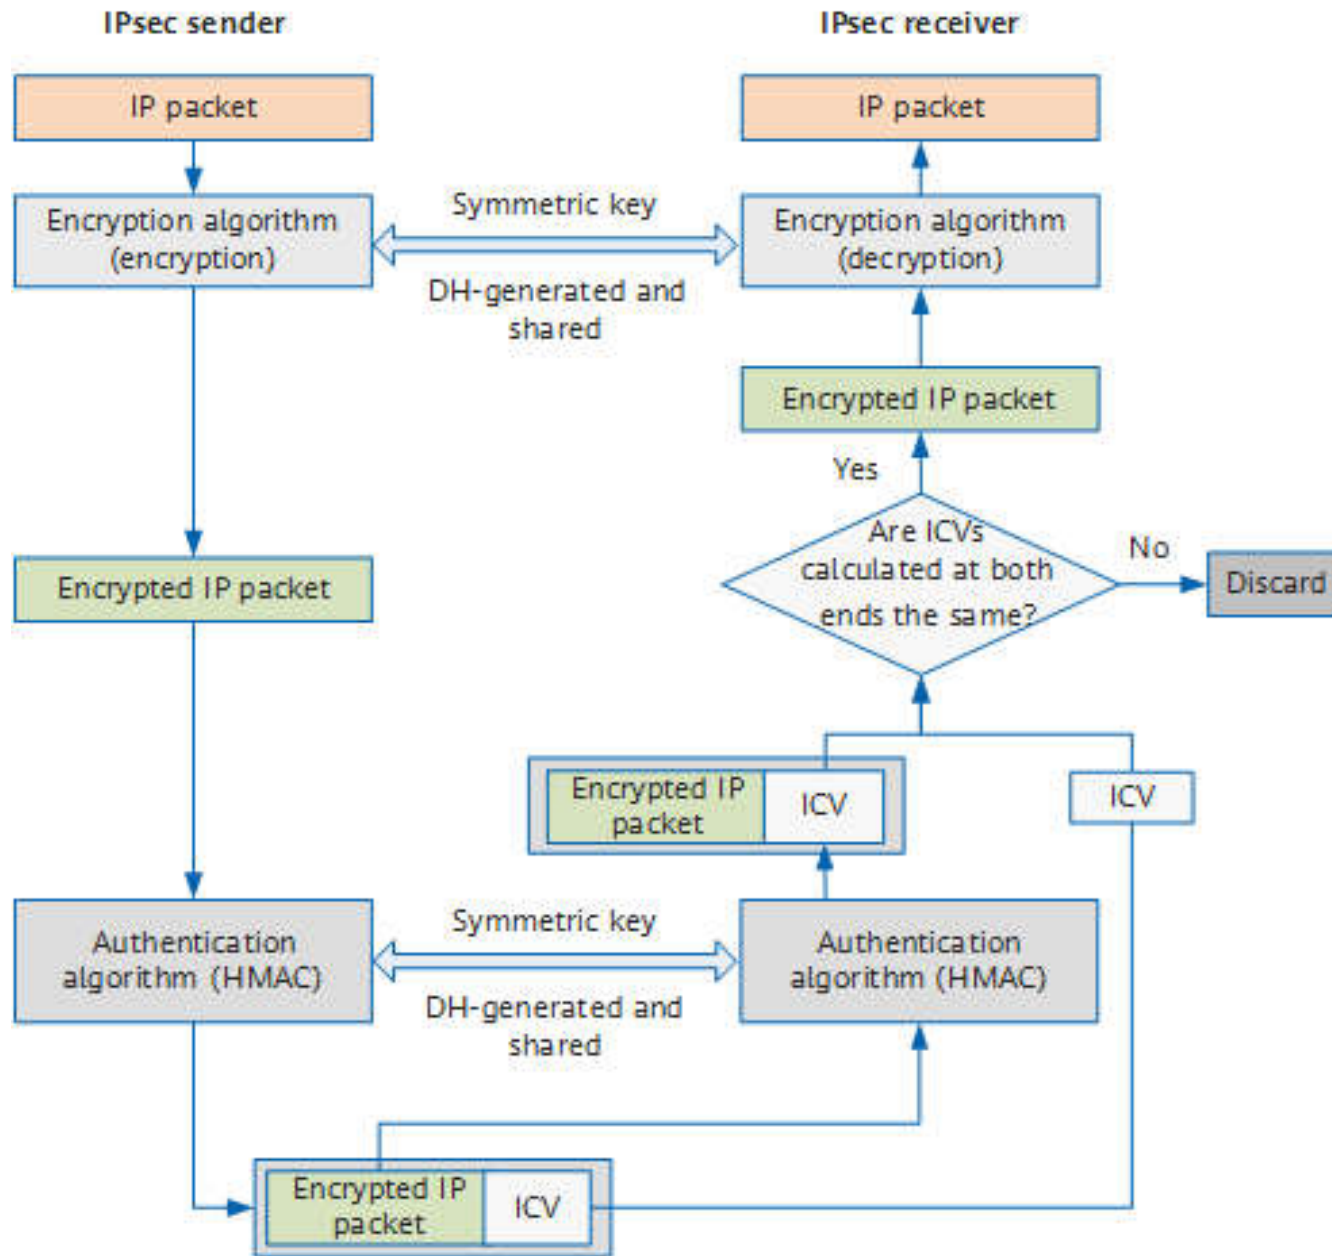 IPsec sender
IPsec receiver
IP packet
IP packet
Encryption algorithm
(encryption)
Symmetric key
DH-generated and
shared
Encryption algorithm
(decryption)
Encrypted IP packet
Yes
Are ICVs
calculated at both
ends the same?
No
Discard
Encrypted IP packet
Encrypted IP
packet
ICV
ICV
Authentication
algorithm (HMAC)
Symmetric key
DH-generated and
shared
Authentication
algorithm (HMAC)
Encrypted IP
packet
ICV